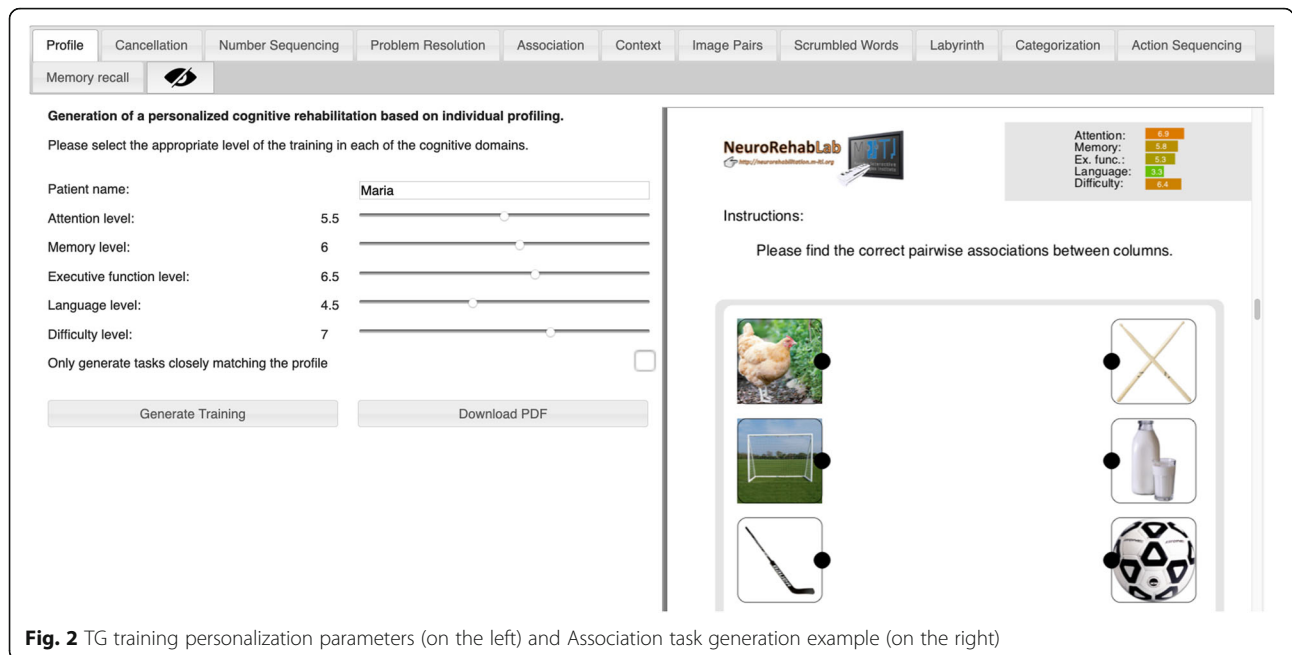 Profile Cancellation Number Sequencing Problem Resolution Association Context Image Pairs Scrumbled Words Labyrinth Categorization Action Sequencing
Memory recall
Generation of a personalized cognitive rehabilitation based on individual profiling.
Please select the appropriate level of the training in each of the cognitive domains.
Patient name: Maria
Attention level: 5.5
Memory level: 6
Executive function level: 6.5
Language level: 4.5
Difficulty level: 7
Only generate tasks closely matching the profile
Generate Training Download PDF
NeuroRehabLab
http://neurorehabilitation.m-iti.org
Attention: 6.9
Memory: 5.8
Ex. func.: 5.3
Language: 3.3
Difficulty: 6.4
Instructions:
Please find the correct pairwise associations between columns.
Fig. 2 TG training personalization parameters (on the left) and Association task generation example (on the right)